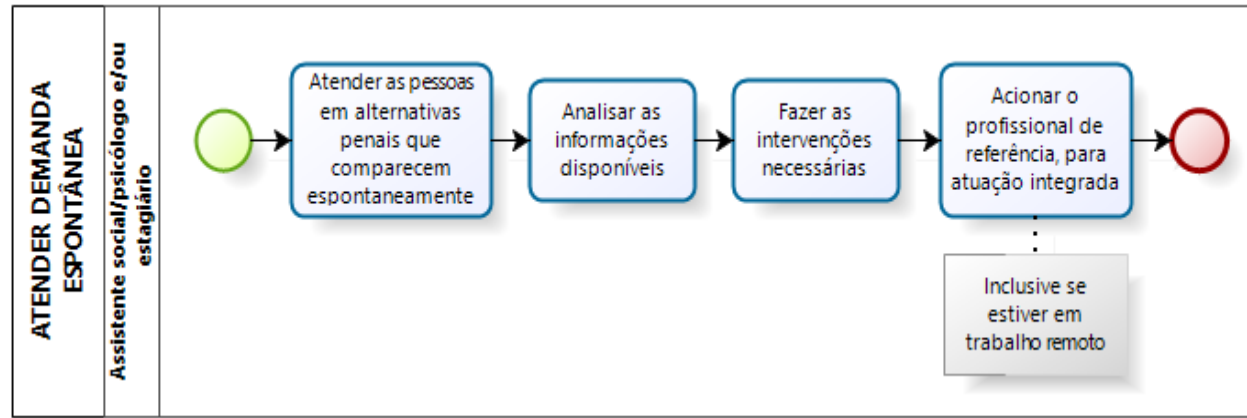 ATENDER DEMANDA
ESPONTÂNEA
Assistente social/psicólogo e/ou
estagiário
Atender as pessoas
em alternativas
penais que
comparecem
espontaneamente
Analisar as
informações
disponíveis
Fazer as
intervenções
necessárias
Acionar o
profissional de
referência, para
atuação integrada
Inclusive se
estiver em
trabalho remoto